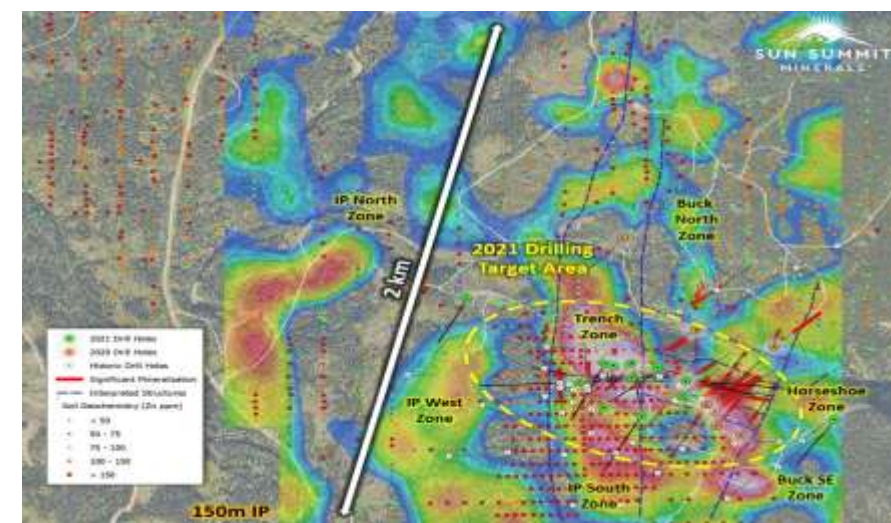 SUN SUMMIT
MINERALS
IP North
Zone
Buck
North
Zone
2021 Drilling
Target Area
2 km
Trench
Zone
IP West
Zone
Horseshoe
Zone
IP South
Zone
Buck SE
Zone
150m IP
2021 Drill Holes
2020 Drill Holes
Historic Drill Holes
Significant Mineralization
Interpreted Structures
Soil Geochemistry (Zn ppm)
< 50
50 - 75
75 - 100
100 - 150
> 150